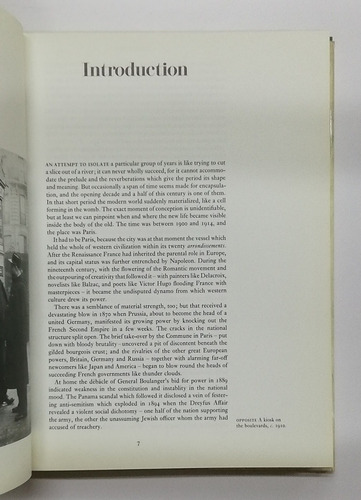 Introduction
AN ATTEMPT TO ISOLATE a particular group of years is like trying to cut
a slice out of a river; it can never wholly succeed, for it cannot accommo-
date the prelude and the reverberations which give the period its shape
and meaning. But occasionally a span of time seems made for encapsula-
tion, and the opening decade and a half of this century is one of them.
In that short period the modern world suddenly materialized, like a cell
forming in the womb. The exact moment of conception is unidentifiable,
but at least we can pinpoint when and where the new life became visible
inside the body of the old. The time was between 1900 and 1914, and
the place was Paris.
It had to be Paris, because the city was at that moment the vessel which
held the whole of western civilization within its twenty arrondissements.
After the Renaissance France had inherited the parental role in Europe,
and its capital status was further entrenched by Napoleon. During the
nineteenth century, with the flowering of the Romantic movement and
the outpouring of creativity that followed it – with painters like Delacroix,
novelists like Balzac, and poets like Victor Hugo flooding France with
masterpieces – it became the undisputed dynamo from which western
culture drew its power.
There was a semblance of material strength, too; but that received a
devastating blow in 1870 when Prussia, about to become the head of a
united Germany, manifested its growing power by knocking out the
French Second Empire in a few weeks. The cracks in the national
structure split open. The brief take-over by the Commune in Paris – put
down with bloody brutality – uncovered a pit of discontent beneath the
gilded bourgeois crust; and the rivalries of the other great European
powers, Britain, Germany and Russia – together with alarming far-off
newcomers like Japan and America – began to blow round the heads of
succeeding French governments like thunder clouds.
At home the débâcle of General Boulanger's bid for power in 1889
indicated weakness in the constitution and instability in the national
mood. The Panama scandal which followed it disclosed a vein of fester-
ing anti-semitism which exploded in 1894 when the Dreyfus Affair
revealed a violent social dichotomy – one half of the nation supporting
the army, the other the unassuming Jewish officer whom the army had
accused of treachery.
OPPOSITE A kiosk on
the boulevards, c. 1910.
7